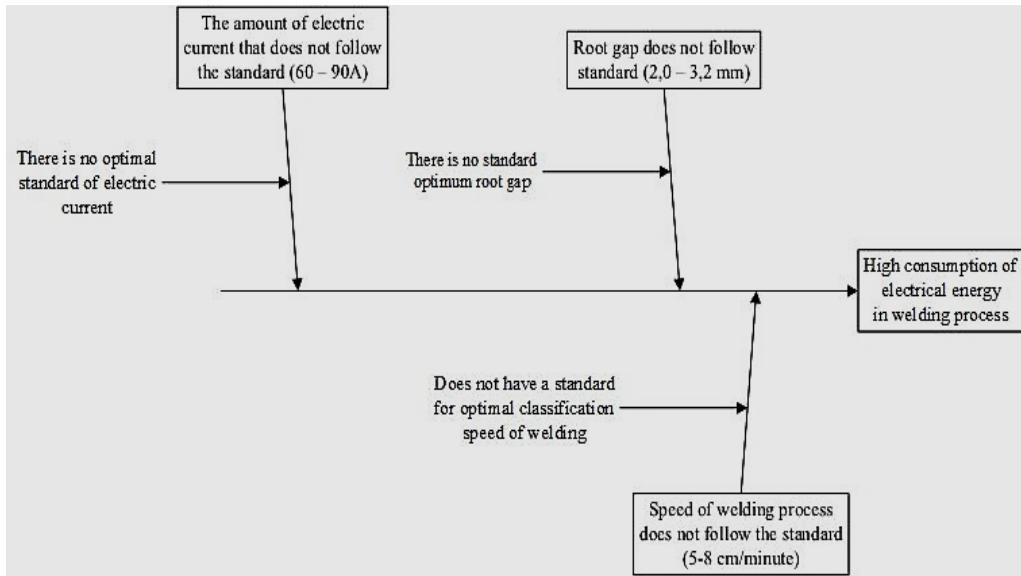 The amount of electric
current that does not follow
the standard (60 – 90A)
Root gap does not follow
standard (2,0 – 3,2 mm)
There is no optimal
standard of electric
current
There is no standard
optimum root gap
High consumption of
electrical energy
in welding process
Does not have a standard
for optimal classification
speed of welding
Speed of welding process
does not follow the standard
(5-8 cm/minute)